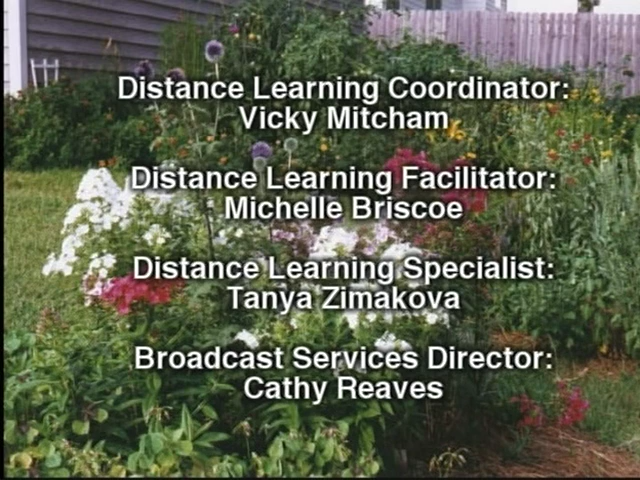 Distance Learning Coordinator:
Vicky Mitcham
Distance Learning Facilitator:
Michelle Briscoe
Distance Learning Specialist:
Tanya Zimakova
Broadcast Services Director:
Cathy Reaves